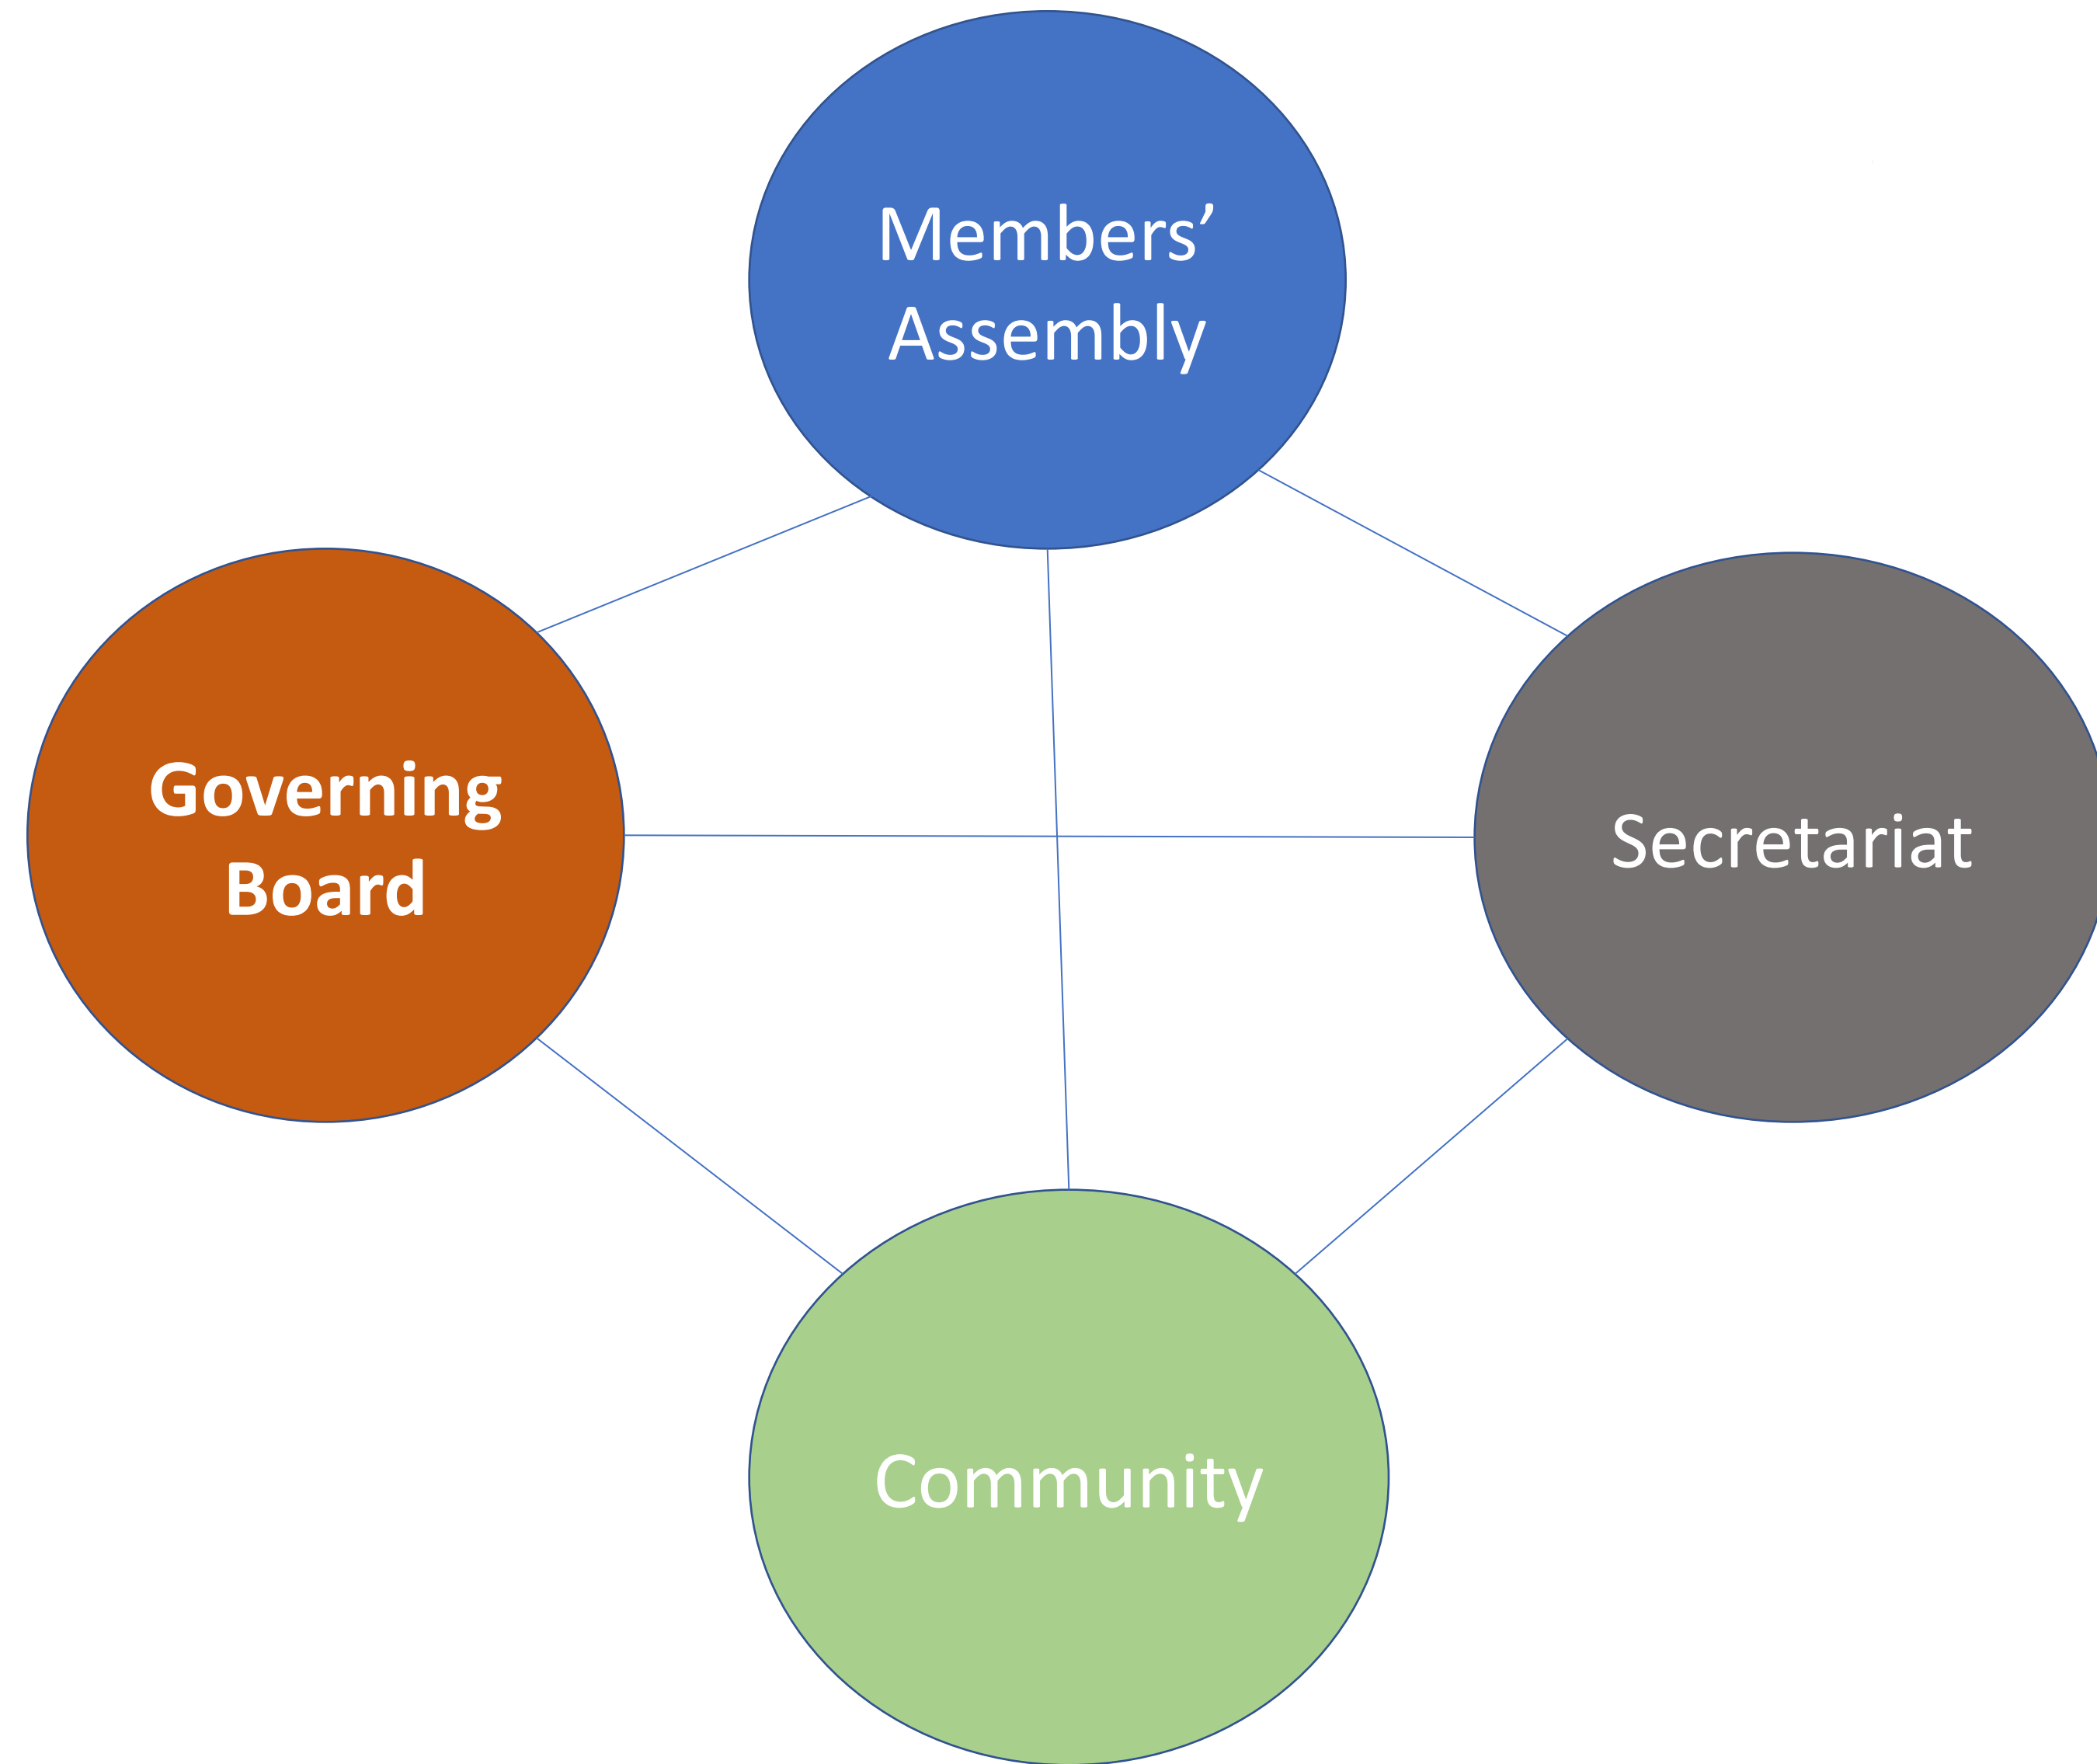 Members’
Assembly
Governing
Board
Secretariat
Community